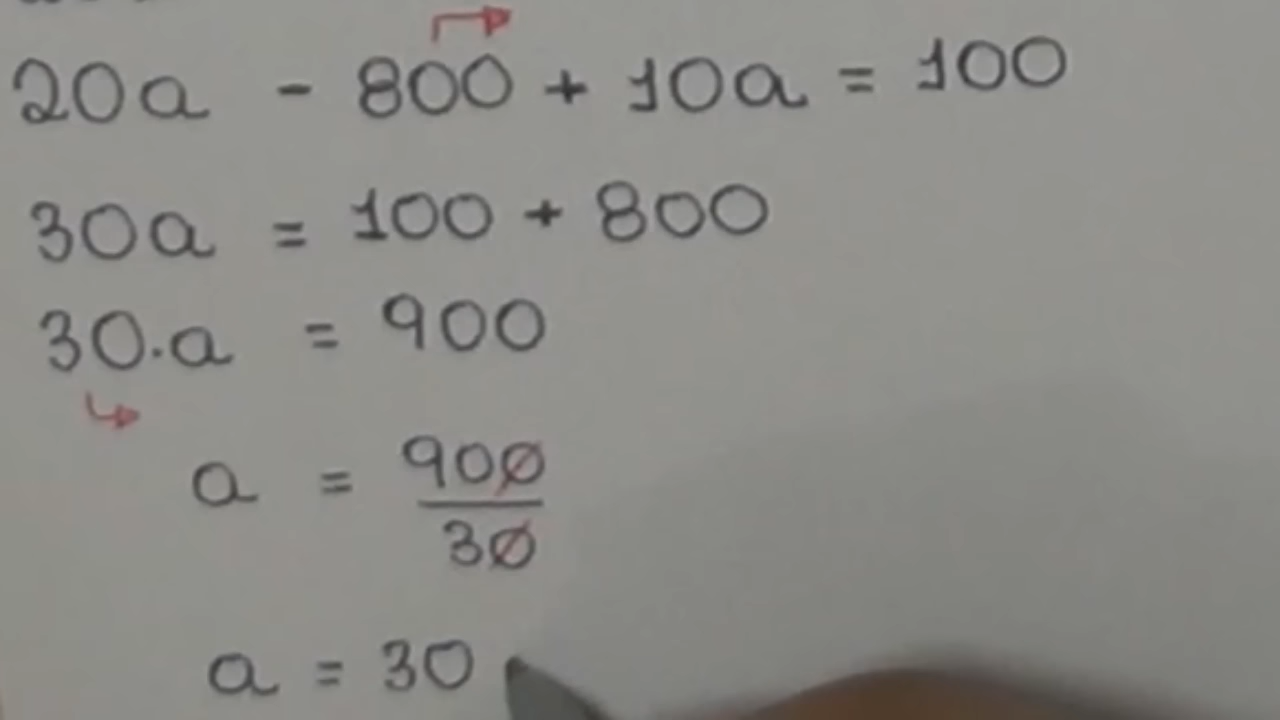 20a - 800 + 10a = 100
30a = 100 + 800
30.a = 900
a = 900/30
a = 30